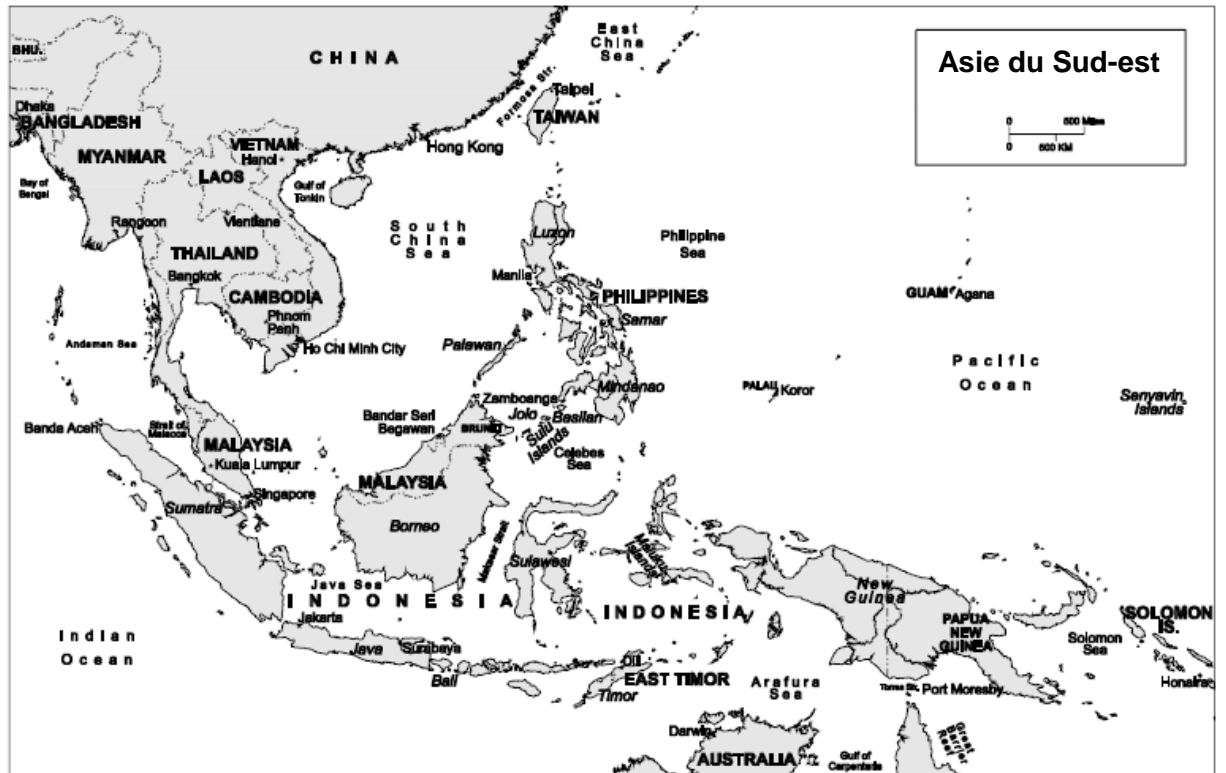 East
China
Sea
BHU.
CHINA
Asie du Sud-est
Formosa Str.
Dhaka
BANGLADESH
Taipei
TAIWAN
0 500 Miles
0 500 KM
MYANMAR
VIETNAM
Hanoi
Hong Kong
LAOS
Bay of
Bengal
Gulf of
Tonkin
Rangoon
Vientiane
South
China
Sea
Luzon
Philippine
Sea
THAILAND
Bangkok
Manila
CAMBODIA
PHILIPPINES
GUAM
Agana
Phnom
Penh
Samar
Andaman Sea
Ho Chi Minh City
Palawan
Pacific
Ocean
Mindanao
PALAU
Koror
Senyavin
Islands
Zamboanga
Jolo
Basilan
Banda Aceh
Strait of
Malacca
Bandar Seri
Begawan
BRUNEI
Sulu
Islands
MALAYSIA
Kuala Lumpur
Celebes
Sea
MALAYSIA
Singapore
Sumatra
Borneo
Makasar Strait
Sulawesi
Maluku
Islands
Java Sea
New
Guinea
INDONESIA
INDONESIA
Jakarta
PAPUA
NEW
GUINEA
SOLOMON
IS.
Indian
Ocean
Java
Surabaya
Solomon
Sea
Bali
Dili
EAST TIMOR
Timor
Arafura
Sea
Torres Str.
Port Moresby
Honaira
Darwin
AUSTRALIA
Gulf of
Carpentaria
Great
Barrier
Reef